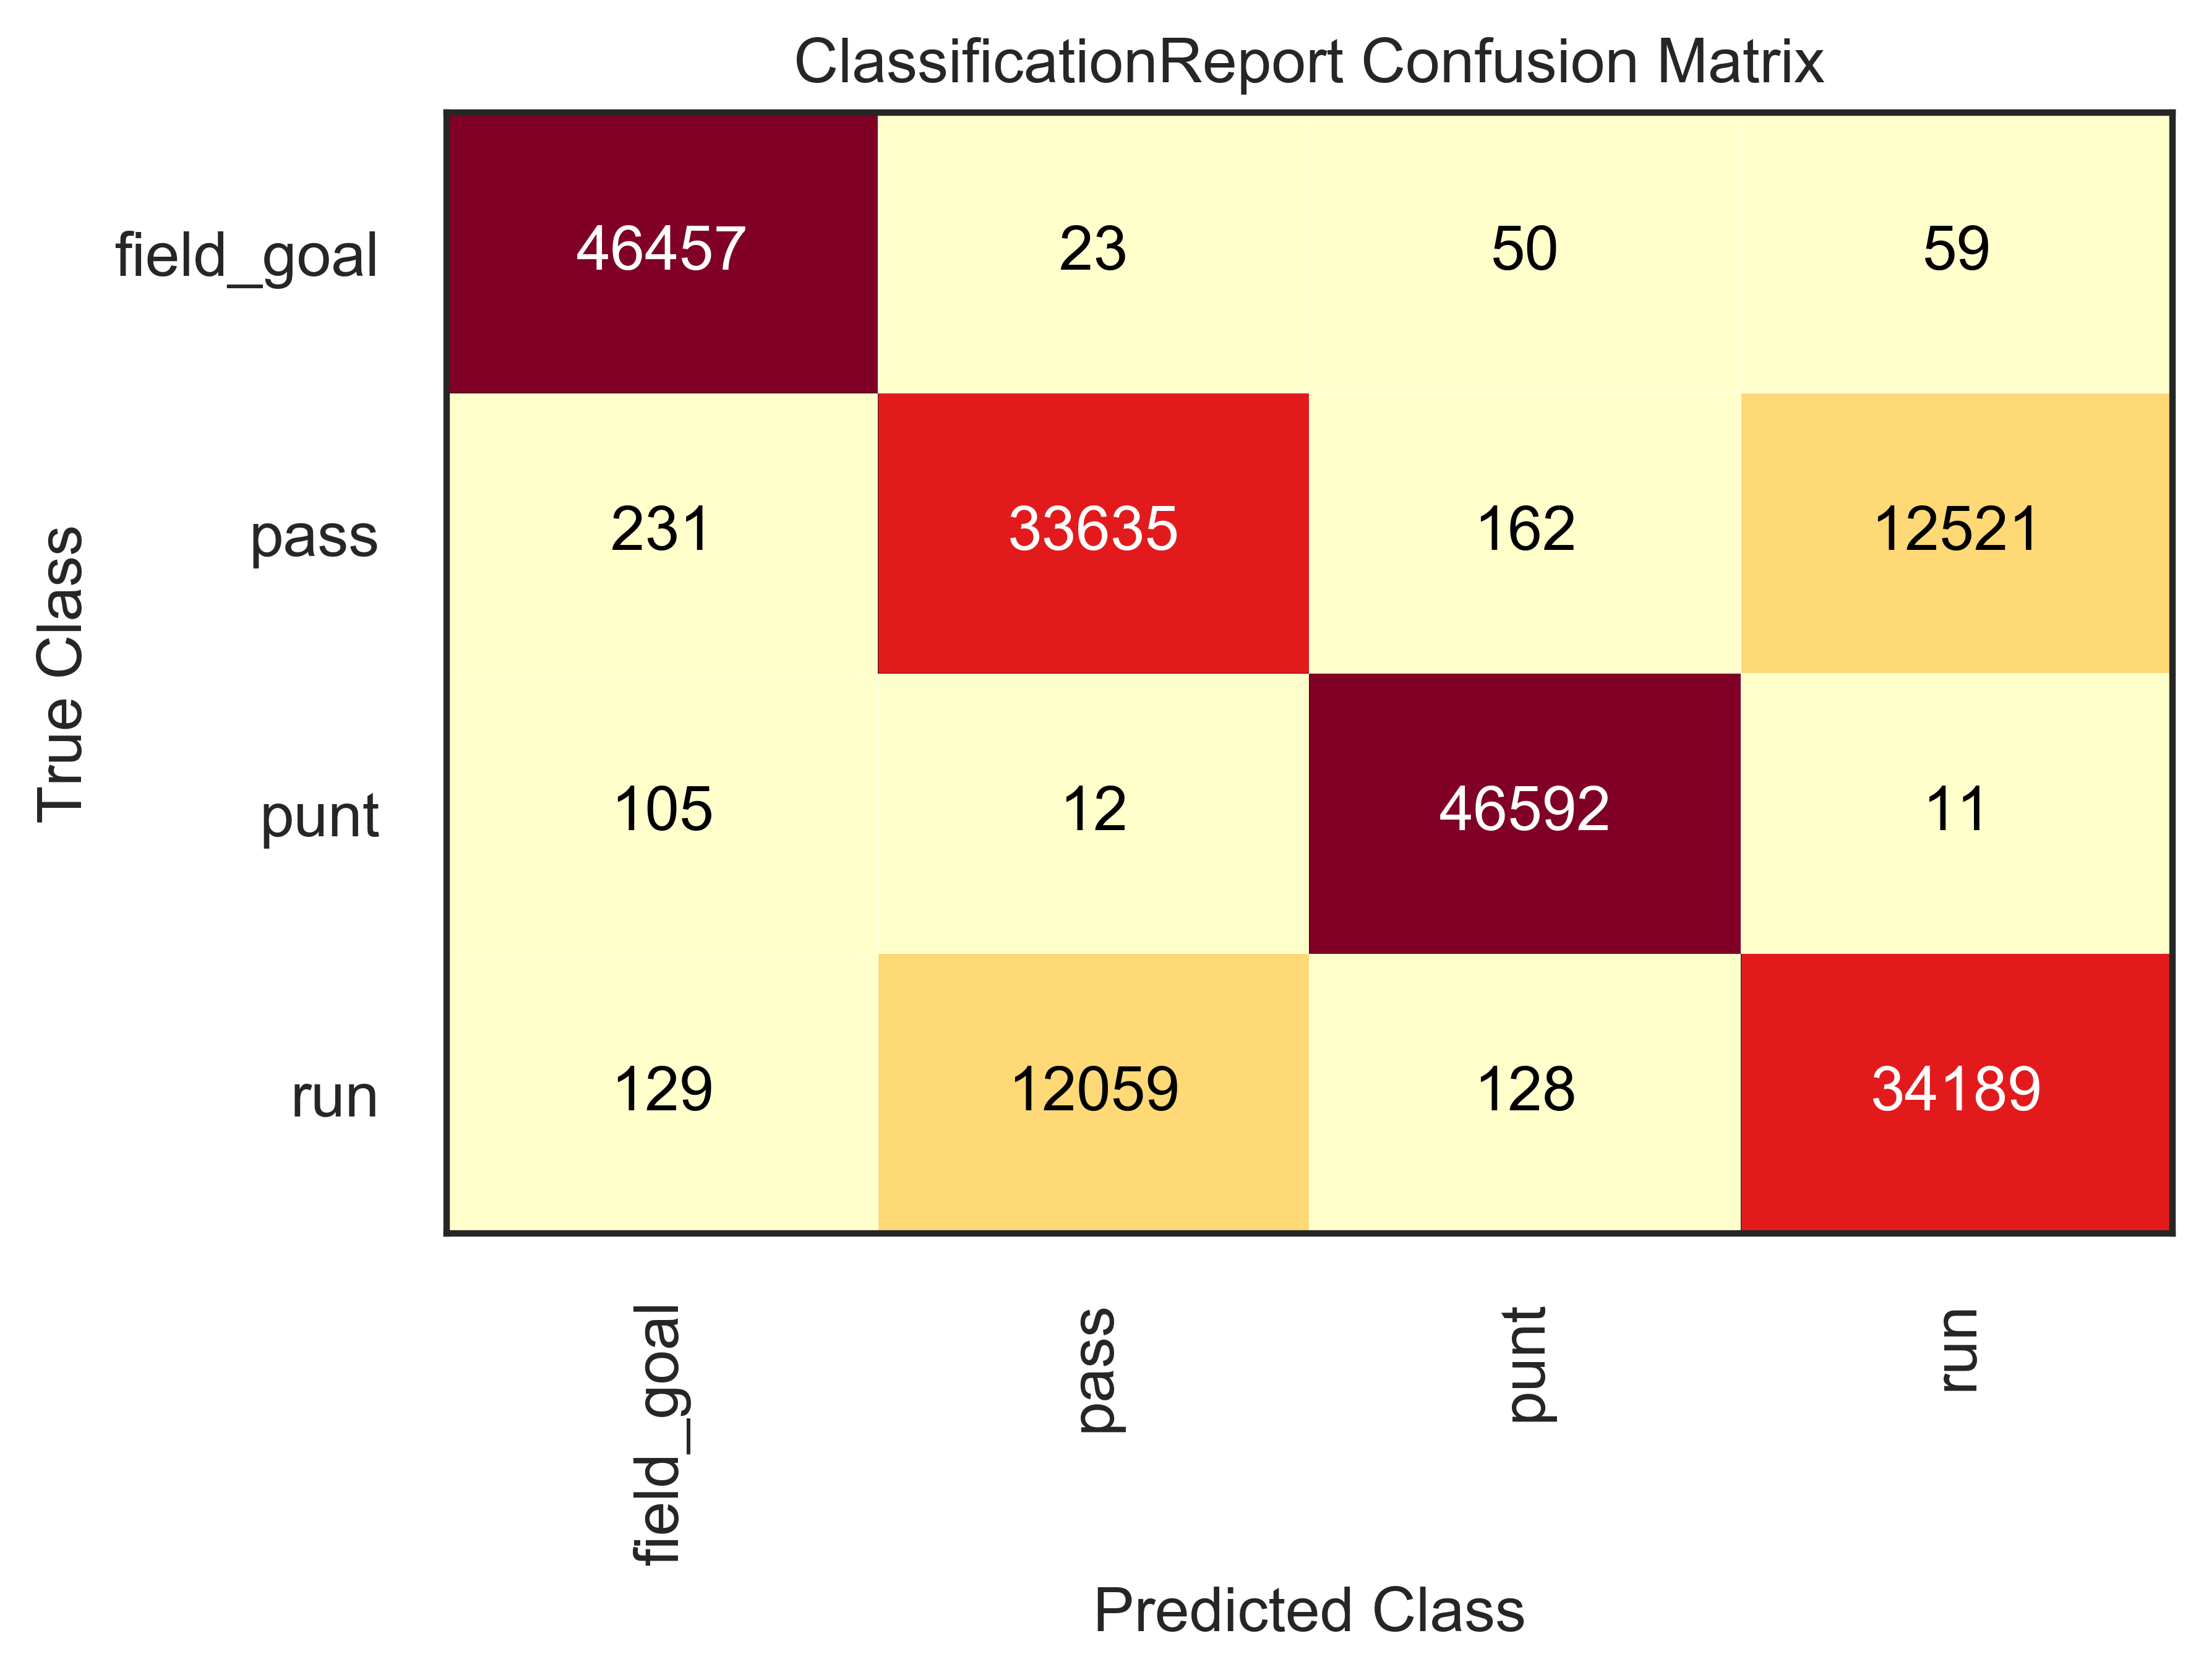 ClassificationReport Confusion Matrix
field_goal 46457 23 50 59
pass 231 33635 162 12521
punt 105 12 46592 11
run 129 12059 128 34189
True Class
field_goal pass punt run
Predicted Class